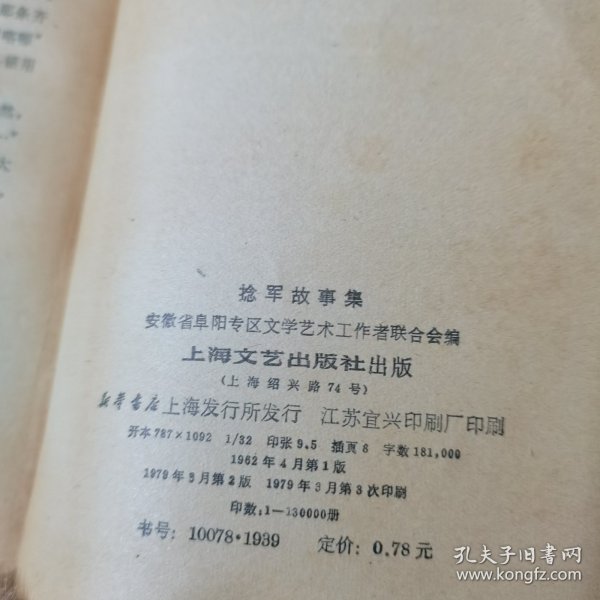 捻军故事集
安徽省阜阳专区文学艺术工作者联合会编
上海文艺出版社出版
(上海绍兴路74号)
新华书店上海发行所发行 江苏宜兴印刷厂印刷
开本787×1092 1/32 印张9.5 插页8 字数181,000
1962年4月第1版
1979年3月第2版 1979年3月第3次印刷
印数:1—130000册
书号:10078·1939 定价:0.78元
孔夫子旧书网
www.kongfz.com